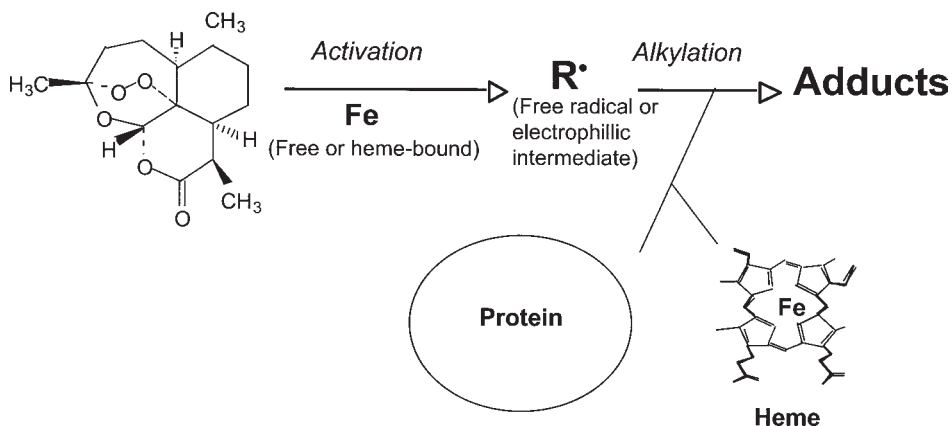 CH3
H
Activation
R•
Alkylation
Adducts
H3C
O
O
Fe
(Free or heme-bound)
(Free radical or
electrophillic
intermediate)
O
H
H
O
O
CH3
Protein
Fe
Heme